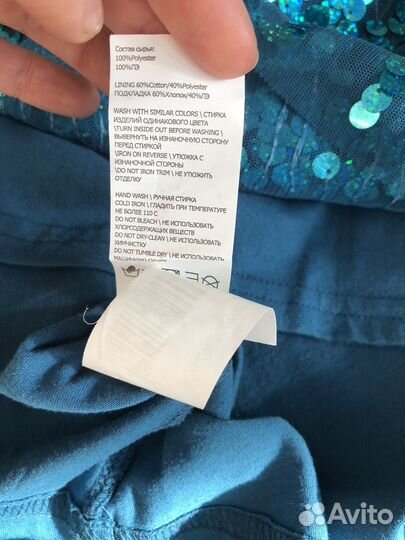 Состав сырья:
100%Polyester
100%ПЭ
LINING 60%Cotton/40%Polyester
ПОДКЛАДКА 60%Хлопок/40%ПЭ
WASH WITH SIMILAR COLORS \ СТИРКА
ИЗДЕЛИЯ ОДИНАКОВОГО ЦВЕТА
\TURN INSIDE OUT BEFORE WASHING \
ВЫВЕРНУТЬ НА ИЗНАНОЧНУЮ СТОРОНУ
ПЕРЕД СТИРКОЙ
\IRON ON REVERSE \ УТЮЖКА С
ИЗНАНОЧНОЙ СТОРОНЫ
\DO NOT IRON TRIM \ НЕ УТЮЖИТЬ
ОТДЕЛКУ
HAND WASH \ РУЧНАЯ СТИРКА
COLD IRON \ ГЛАДИТЬ ПРИ ТЕМПЕРАТУРЕ
НЕ БОЛЕЕ 110 C
DO NOT BLEACH \ НЕ ИСПОЛЬЗОВАТЬ
ХЛОРСОДЕРЖАЩИХ ВЕЩЕСТВ
DO NOT DRY-CLEAN \ НЕ ИСПОЛЬЗОВАТЬ
ХИМЧИСТКУ
DO NOT TUMBLE DRY \ НЕ ИСПОЛЬЗОВАТЬ
МАШИННУЮ СУШКУ
Avito